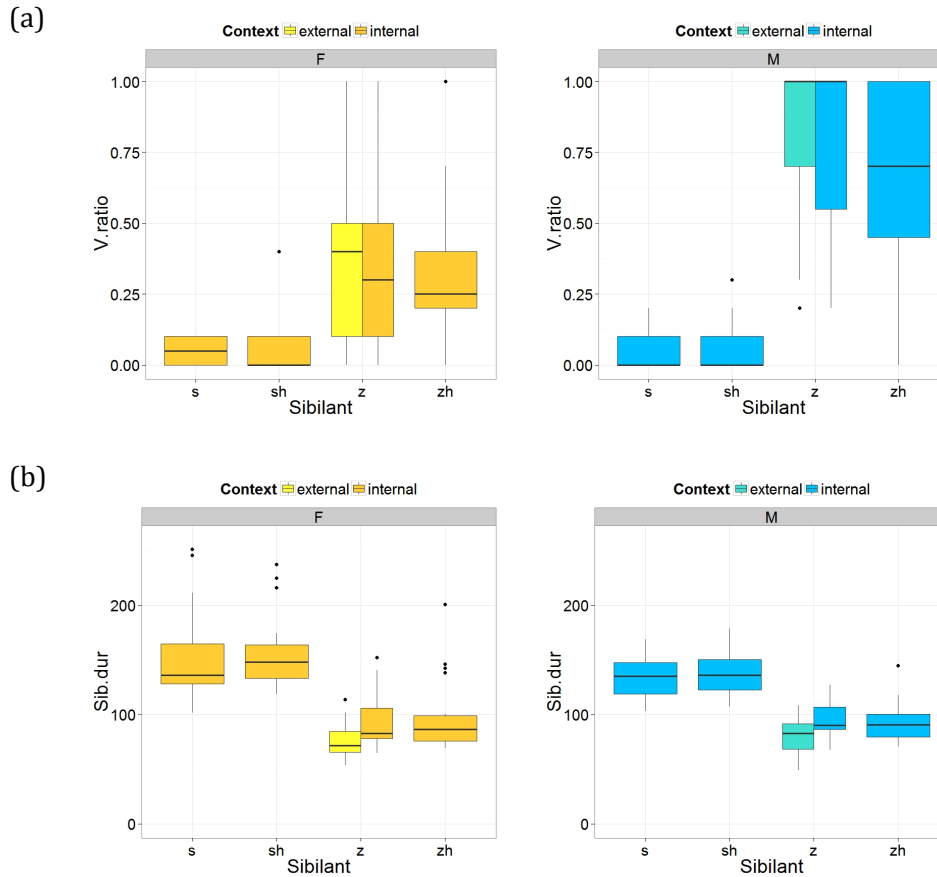 (a)
Context external internal
F
1.00
0.75
0.50
0.25
0.00
V.ratio
s sh z zh
Sibilant
Context external internal
M
1.00
0.75
0.50
0.25
0.00
V.ratio
s sh z zh
Sibilant
(b)
Context external internal
F
200
100
0
Sib.dur
s sh z zh
Sibilant
Context external internal
M
200
100
0
Sib.dur
s sh z zh
Sibilant